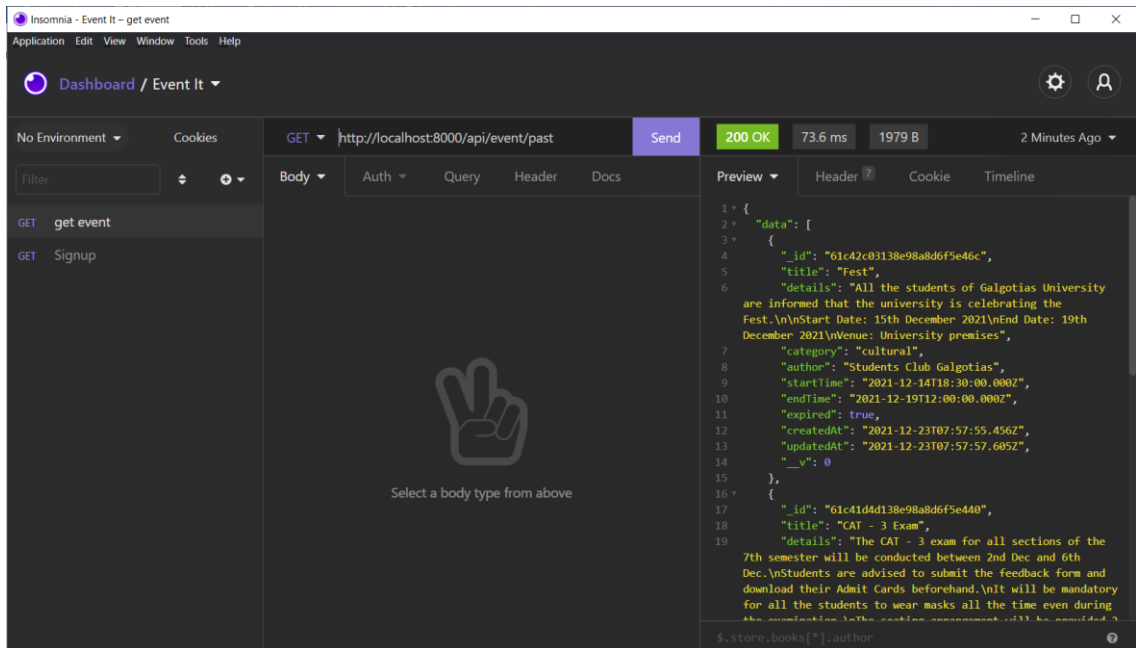 Insomnia - Event It – get event
Application Edit View Window Tools Help
Dashboard / Event It
No Environment Cookies
GET http://localhost:8000/api/event/past Send
200 OK 73.6 ms 1979 B 2 Minutes Ago
Filter
Body Auth Query Header Docs
Preview Header 7 Cookie Timeline
GET get event
GET Signup
Select a body type from above
1 {
2 "data": [
3 {
4 "_id": "61c42c03138e98a8d6f5e46c",
5 "title": "Fest",
6 "details": "All the students of Galgotias University
are informed that the university is celebrating the
Fest.\n\nStart Date: 15th December 2021\nEnd Date: 19th
December 2021\nVenue: University premises",
7 "category": "cultural",
8 "author": "Students Club Galgotias",
9 "startTime": "2021-12-14T18:30:00.000Z",
10 "endTime": "2021-12-19T12:00:00.000Z",
11 "expired": true,
12 "createdAt": "2021-12-23T07:57:55.456Z",
13 "updatedAt": "2021-12-23T07:57:57.605Z",
14 "__v": 0
15 },
16 {
17 "_id": "61c41d4d138e98a8d6f5e440",
18 "title": "CAT - 3 Exam",
19 "details": "The CAT - 3 exam for all sections of the
7th semester will be conducted between 2nd Dec and 6th
Dec.\nStudents are advised to submit the feedback form and
download their Admit Cards beforehand.\nIt will be mandatory
for all the students to wear masks all the time even during
the examination.\nThe seating arrangement will be provided 2
$.store.books[*].author